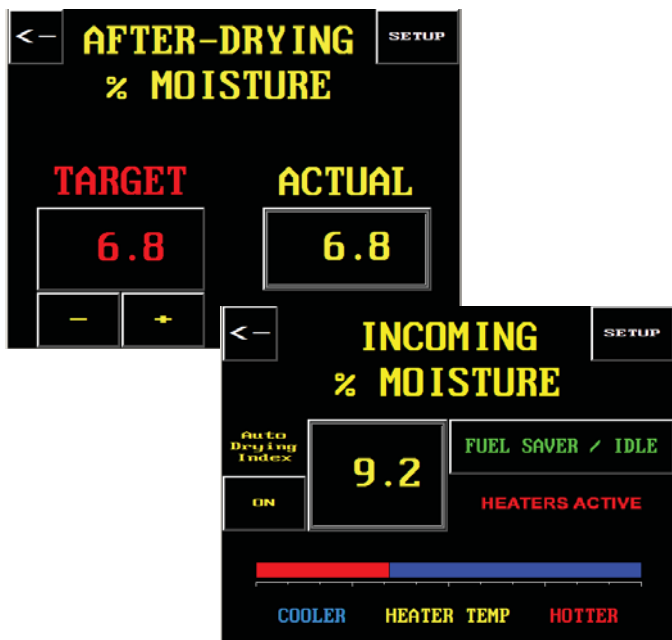 <-
AFTER-DRYING
SETUP
% MOISTURE
TARGET
ACTUAL
6.8
6.8
-
+
<-
INCOMING
SETUP
% MOISTURE
Auto
Drying
Index
ON
9.2
FUEL SAVER / IDLE
HEATERS ACTIVE
COOLER
HEATER TEMP
HOTTER